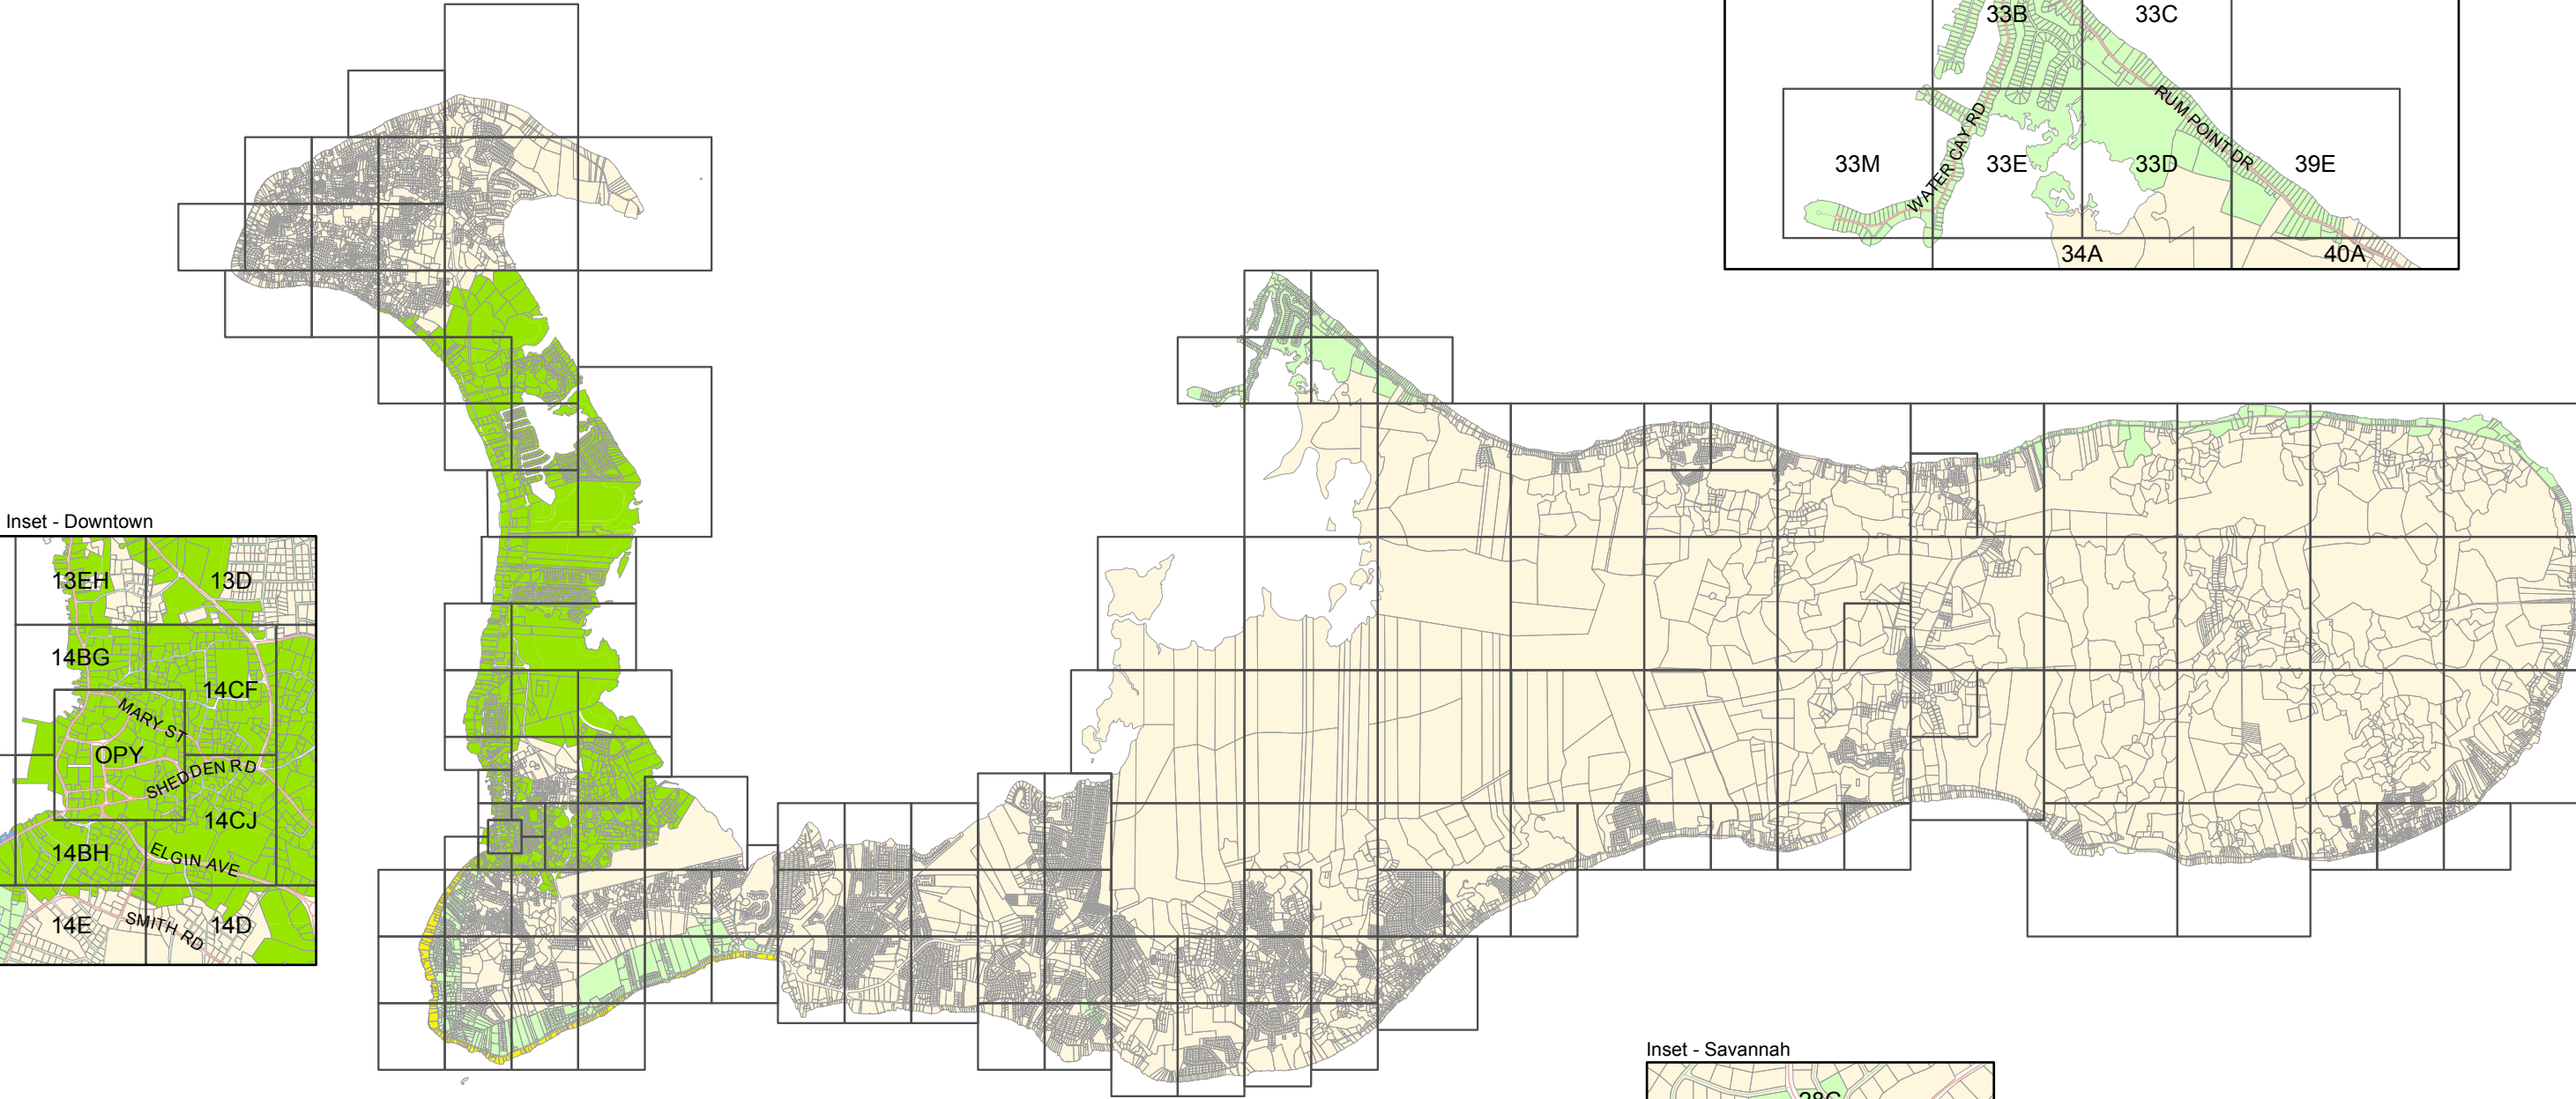 33B
33C
RUM POINT DR
WATER CAY RD
33M
33E
33D
39E
34A
40A
Inset - Downtown
13EH
13D
14BG
14CF
MARY ST
OPY
SHEDDEN RD
14CJ
14BH
ELGIN AVE
14E
SMITH RD
14D
Inset - Savannah
28C